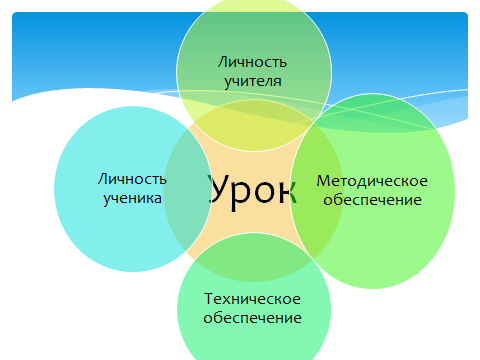 Личность
учителя
Личность
ученика
Урок
Методическое
обеспечение
Техническое
обеспечение